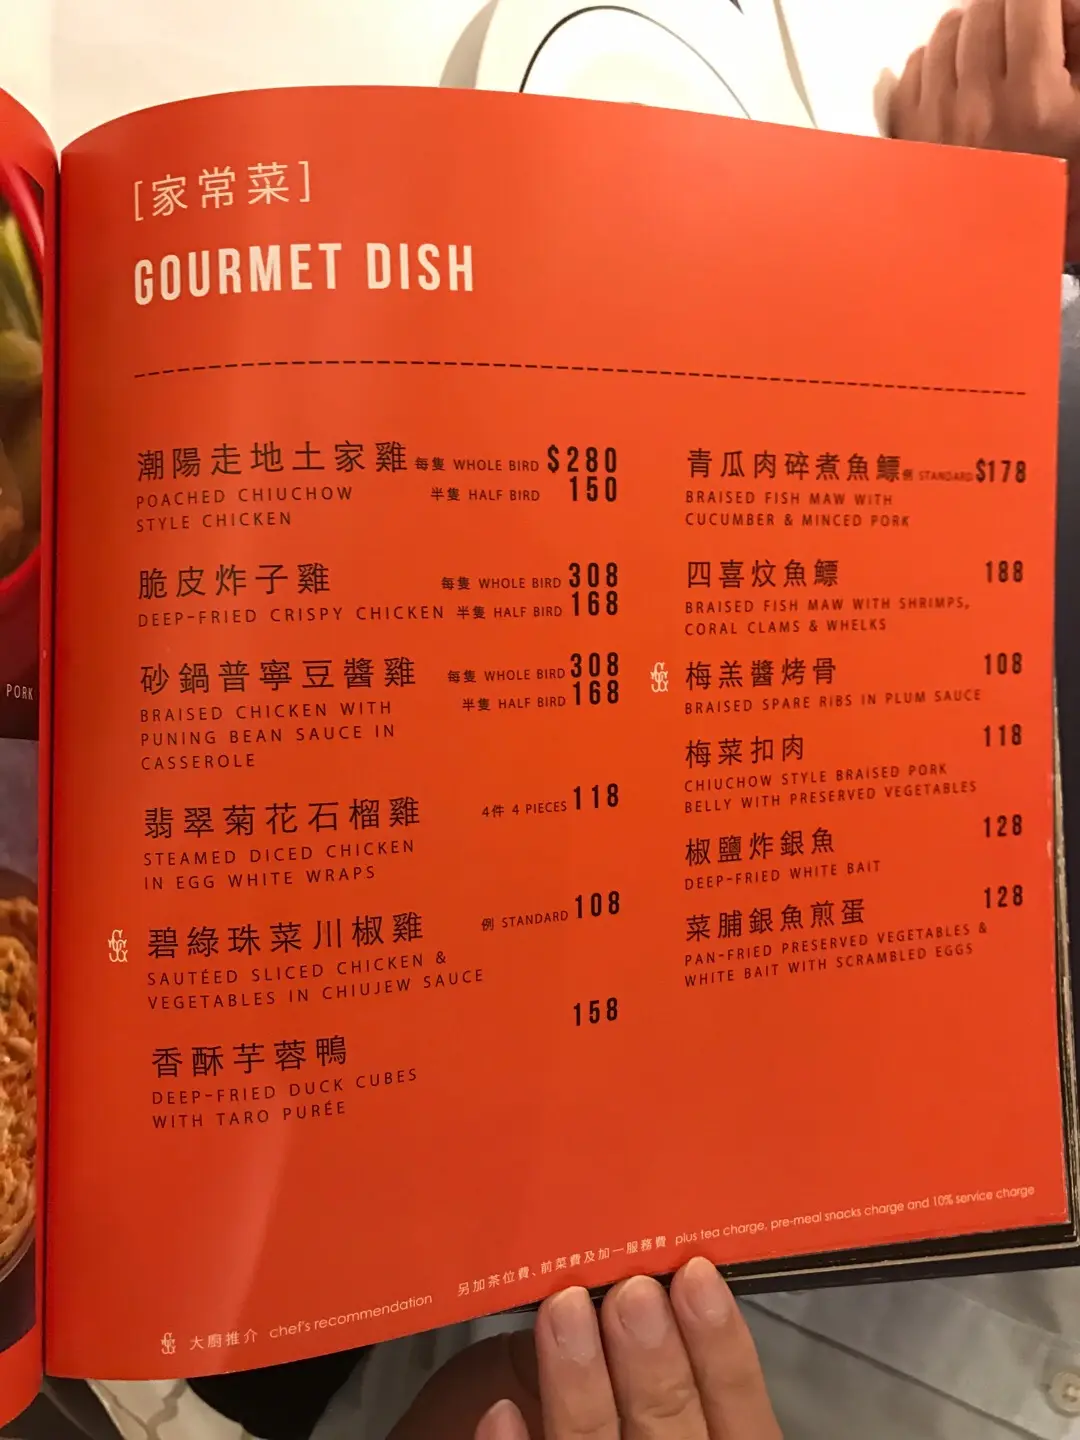 [家常菜]
GOURMET DISH
潮陽走地土家雞 每隻 WHOLE BIRD $280
半隻 HALF BIRD 150
POACHED CHIUCHOW
STYLE CHICKEN
脆皮炸子雞 每隻 WHOLE BIRD 308
DEEP-FRIED CRISPY CHICKEN 半隻 HALF BIRD 168
砂鍋普寧豆醬雞 每隻 WHOLE BIRD 308
半隻 HALF BIRD 168
BRAISED CHICKEN WITH
PUNING BEAN SAUCE IN
CASSEROLE
翡翠菊花石榴雞 4件 4 PIECES 118
STEAMED DICED CHICKEN
IN EGG WHITE WRAPS
碧綠珠菜川椒雞 例 STANDARD 108
SAUTÉED SLICED CHICKEN &
VEGETABLES IN CHIUJEW SAUCE
158
香酥芋蓉鴨
DEEP-FRIED DUCK CUBES
WITH TARO PURÉE
青瓜肉碎煮魚鰾 例 STANDARD $178
BRAISED FISH MAW WITH
CUCUMBER & MINCED PORK
四喜炆魚鰾 188
BRAISED FISH MAW WITH SHRIMPS,
CORAL CLAMS & WHELKS
梅羔醬烤骨 108
BRAISED SPARE RIBS IN PLUM SAUCE
梅菜扣肉 118
CHIUCHOW STYLE BRAISED PORK
BELLY WITH PRESERVED VEGETABLES
椒鹽炸銀魚 128
DEEP-FRIED WHITE BAIT
菜脯銀魚煎蛋 128
PAN-FRIED PRESERVED VEGETABLES &
WHITE BAIT WITH SCRAMBLED EGGS
另加茶位費、前菜費及加一服務費 plus tea charge, pre-meal snacks charge and 10% service charge
大廚推介 chef's recommendation
PORK